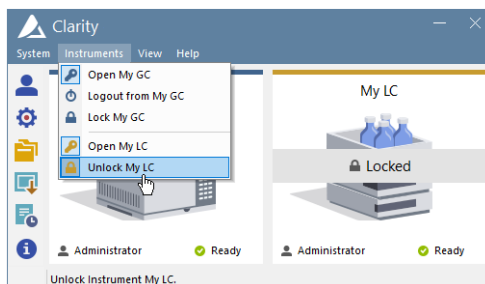 Clarity
System Instruments View Help
Open My GC
Logout from My GC
Lock My GC
Open My LC
Unlock My LC
My LC
Locked
Administrator Ready
Administrator Ready
Unlock Instrument My LC.